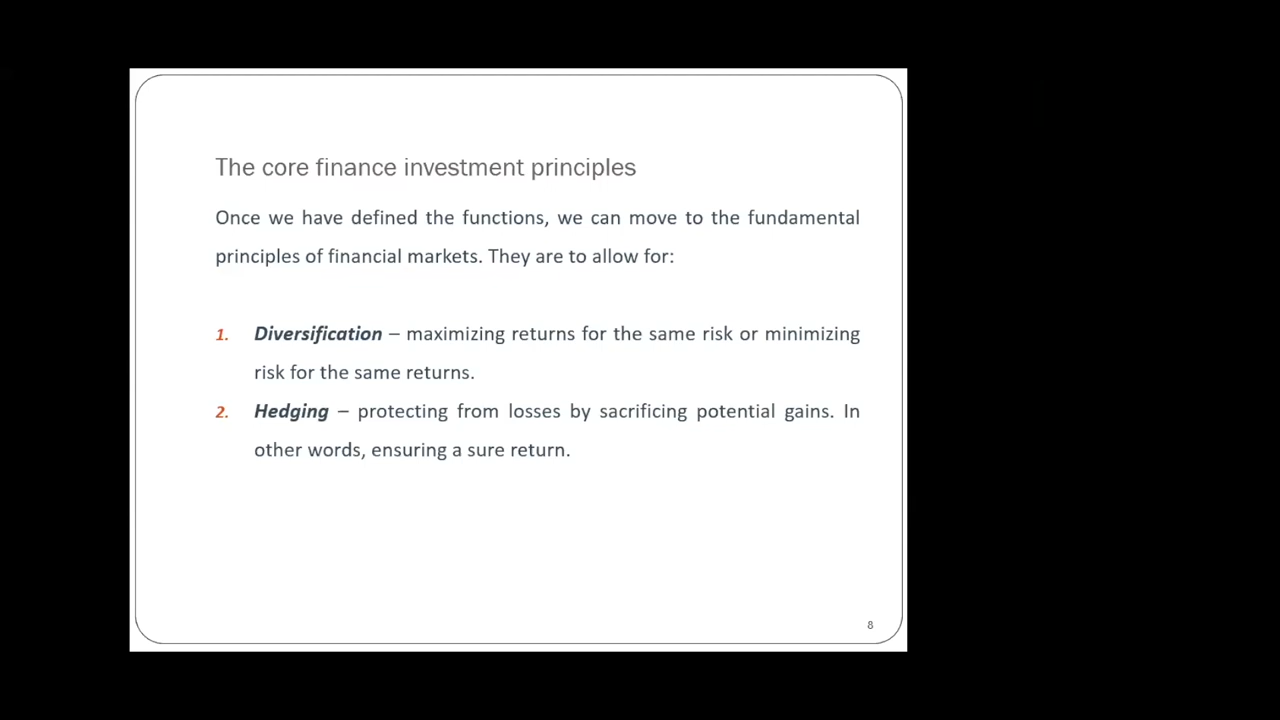 The core finance investment principles
Once we have defined the functions, we can move to the fundamental
principles of financial markets. They are to allow for:
1. Diversification – maximizing returns for the same risk or minimizing
risk for the same returns.
2. Hedging – protecting from losses by sacrificing potential gains. In
other words, ensuring a sure return.
8